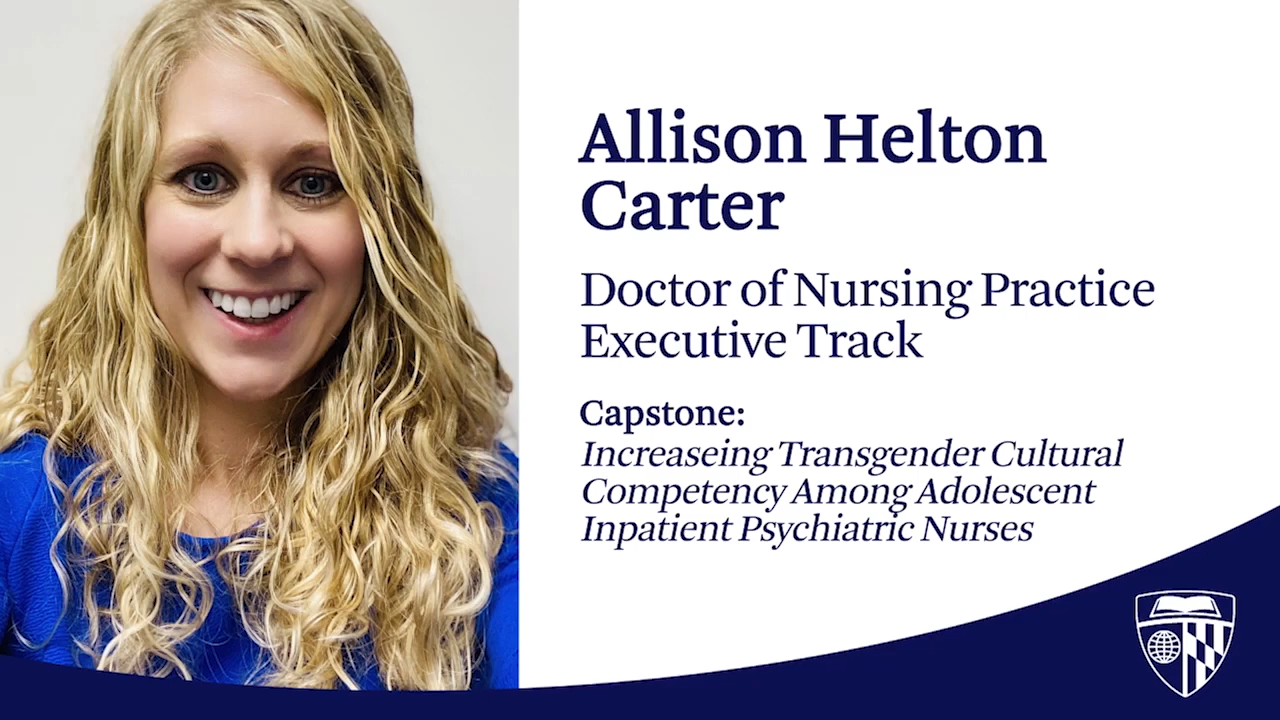 Allison Helton
Carter
Doctor of Nursing Practice
Executive Track
Capstone:
Increaseing Transgender Cultural
Competency Among Adolescent
Inpatient Psychiatric Nurses